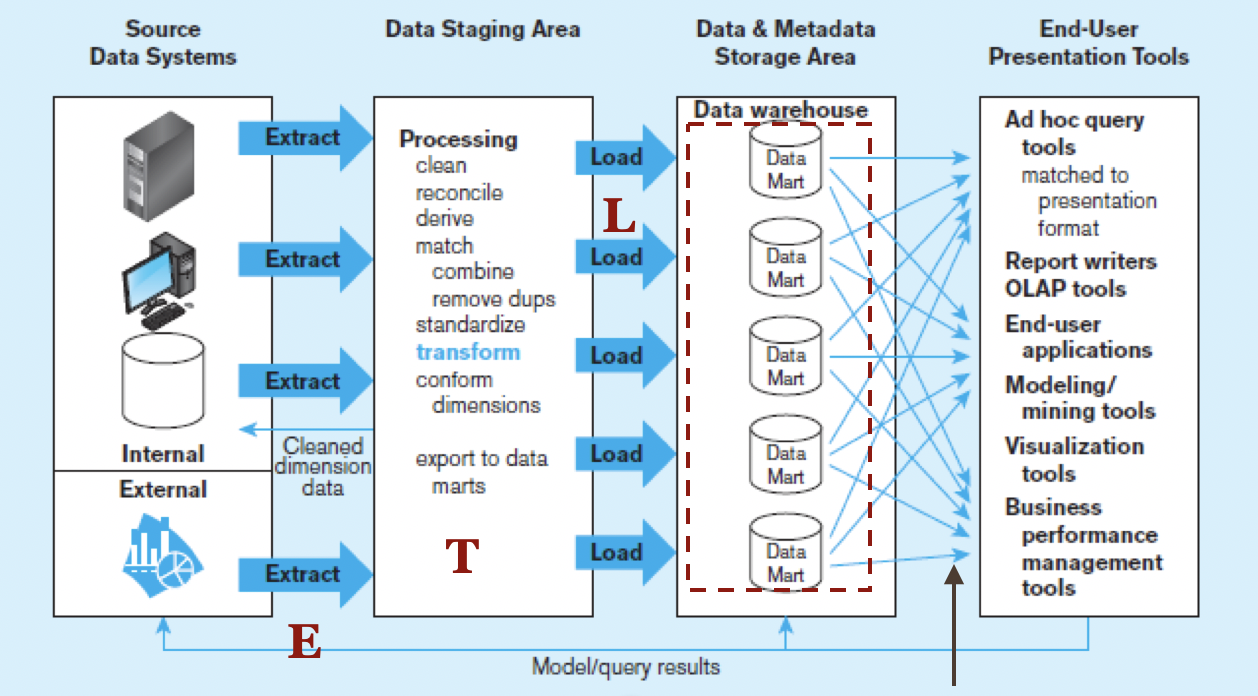 Source
Data Systems
Data Staging Area
Data & Metadata
Storage Area
End-User
Presentation Tools
Extract
Extract
Extract
Internal
External
Extract
E
Cleaned
dimension
data
Processing
clean
reconcile
derive
match
combine
remove dups
standardize
transform
conform
dimensions
export to data
marts
T
Load
L
Load
Load
Load
Load
Data warehouse
Data
Mart
Data
Mart
Data
Mart
Data
Mart
Data
Mart
Ad hoc query
tools
matched to
presentation
format
Report writers
OLAP tools
End-user
applications
Modeling/
mining tools
Visualization
tools
Business
performance
management
tools
Model/query results